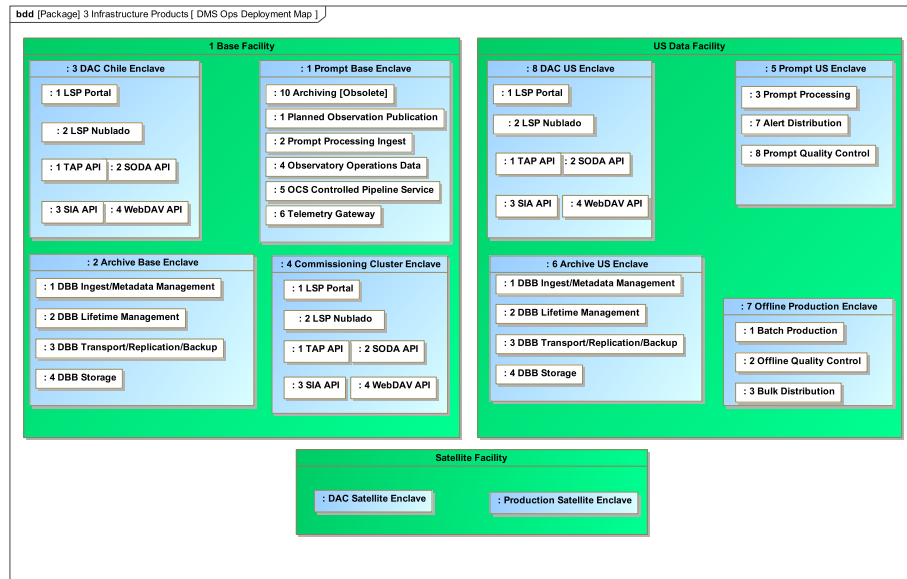 bdd [Package] 3 Infrastructure Products [ DMS Ops Deployment Map ]
1 Base Facility
: 3 DAC Chile Enclave
: 1 LSP Portal
: 2 LSP Nublado
: 1 TAP API
: 2 SODA API
: 3 SIA API
: 4 WebDAV API
: 1 Prompt Base Enclave
: 10 Archiving [Obsolete]
: 1 Planned Observation Publication
: 2 Prompt Processing Ingest
: 4 Observatory Operations Data
: 5 OCS Controlled Pipeline Service
: 6 Telemetry Gateway
: 2 Archive Base Enclave
: 1 DBB Ingest/Metadata Management
: 2 DBB Lifetime Management
: 3 DBB Transport/Replication/Backup
: 4 DBB Storage
: 4 Commissioning Cluster Enclave
: 1 LSP Portal
: 2 LSP Nublado
: 1 TAP API
: 2 SODA API
: 3 SIA API
: 4 WebDAV API
US Data Facility
: 8 DAC US Enclave
: 1 LSP Portal
: 2 LSP Nublado
: 1 TAP API
: 2 SODA API
: 3 SIA API
: 4 WebDAV API
: 5 Prompt US Enclave
: 3 Prompt Processing
: 7 Alert Distribution
: 8 Prompt Quality Control
: 6 Archive US Enclave
: 1 DBB Ingest/Metadata Management
: 2 DBB Lifetime Management
: 3 DBB Transport/Replication/Backup
: 4 DBB Storage
: 7 Offline Production Enclave
: 1 Batch Production
: 2 Offline Quality Control
: 3 Bulk Distribution
Satellite Facility
: DAC Satellite Enclave
: Production Satellite Enclave